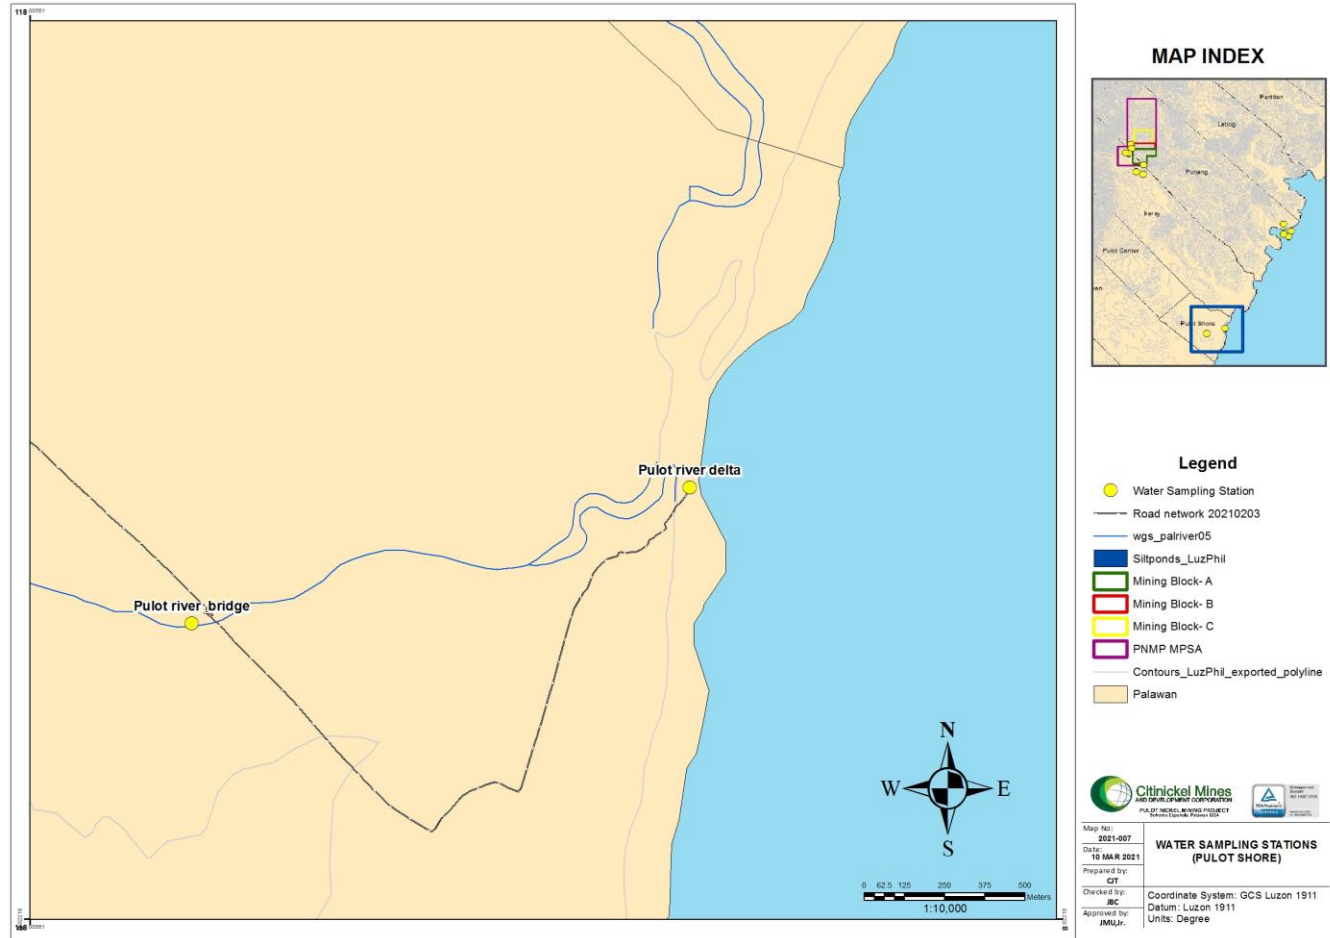 118
Pulot river delta
Pulot river bridge
N
W
E
S
0 62.5 125 250 375 500
Meters
1:10,000
MAP INDEX
Labog
Punang
Iraray
Pulot Center
Pulot Shore
Legend
Water Sampling Station
Road network 20210203
wgs_palriver05
Siltponds_LuzPhil
Mining Block- A
Mining Block- B
Mining Block- C
PNMP MPSA
Contours_LuzPhil_exported_polyline
Palawan
Citinickel Mines
AND DEVELOPMENT CORPORATION
PULOT NICKEL MINING PROJECT
Map No:
2021-007
Date:
10 MAR 2021
Prepared by:
CJT
Checked by:
JBC
Approved by:
JMU,Jr.
WATER SAMPLING STATIONS
(PULOT SHORE)
Coordinate System: GCS Luzon 1911
Datum: Luzon 1911
Units: Degree